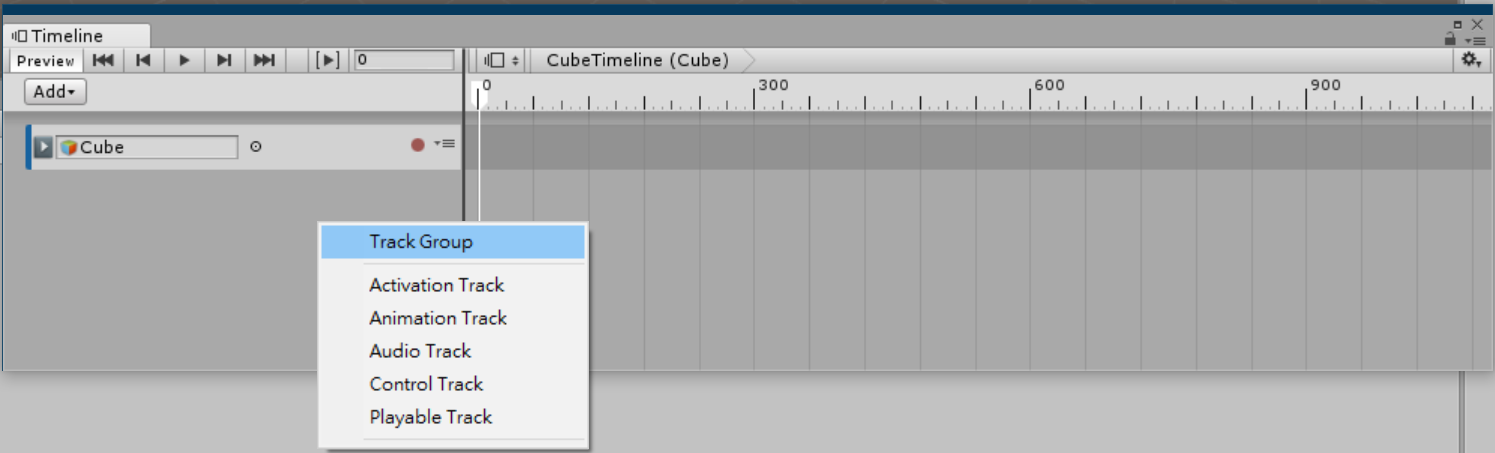 Timeline
Preview 0 CubeTimeline (Cube)
Add
0 300 600 900
Cube
Track Group
Activation Track
Animation Track
Audio Track
Control Track
Playable Track